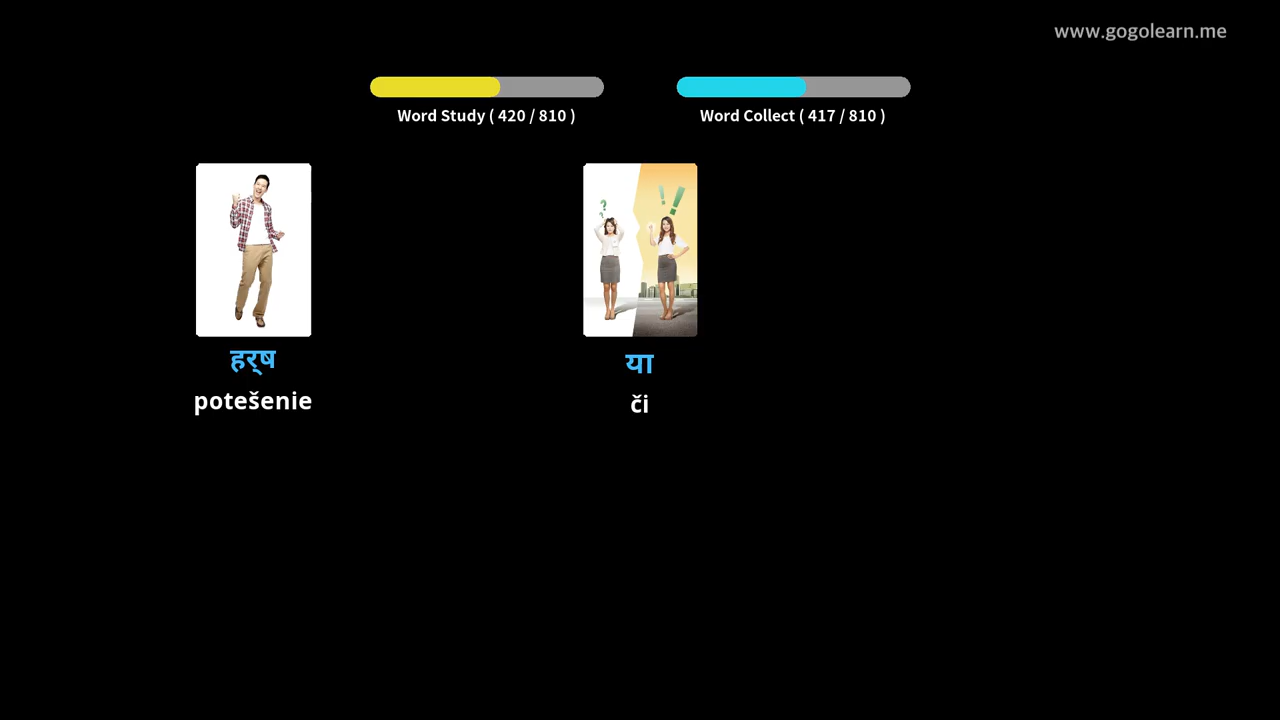 www.gogolearn.me
Word Study ( 420 / 810 )
Word Collect ( 417 / 810 )
हर्ष
potešenie
या
či